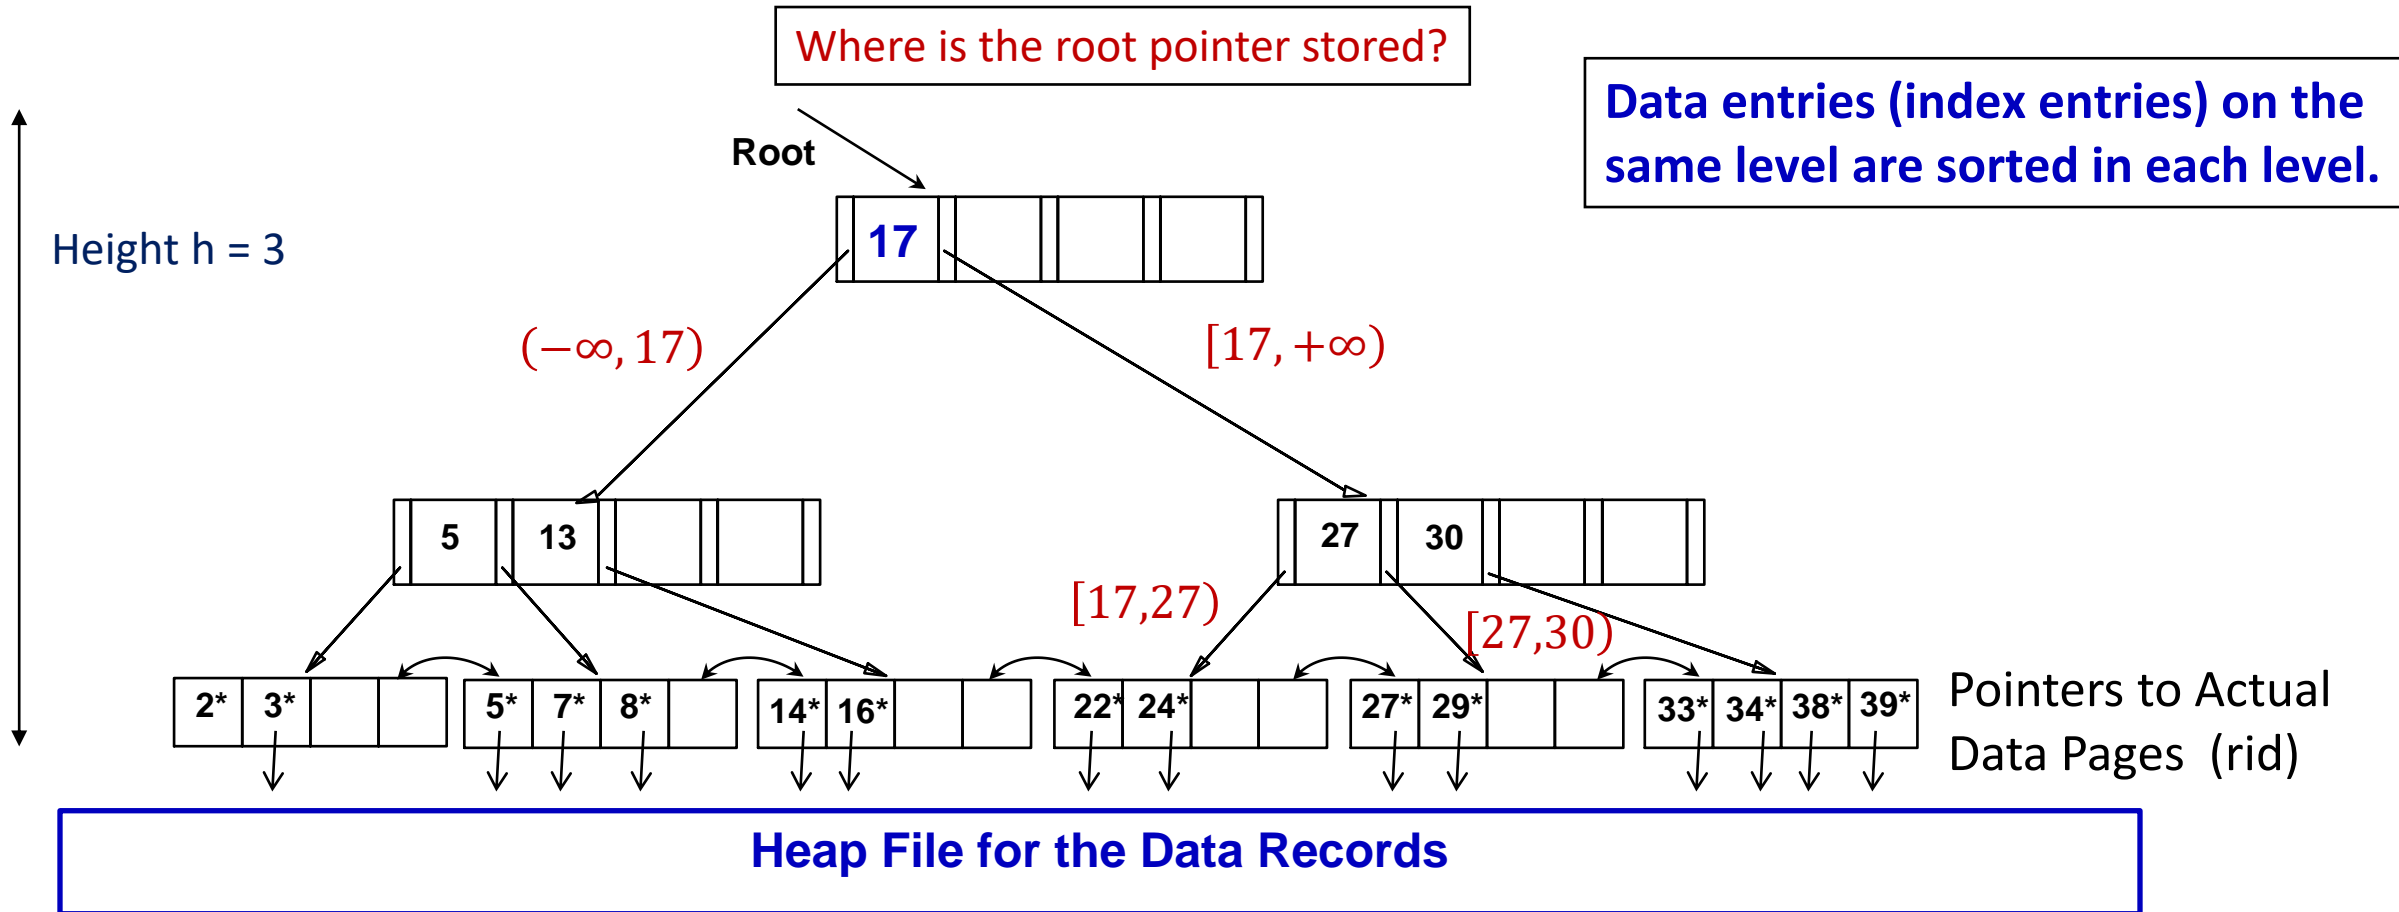 Where is the root pointer stored?
Data entries (index entries) on the
same level are sorted in each level.
Root
17
Height h = 3
(−∞, 17)
[17, +∞)
5 13
27 30
[17,27)
[27,30)
2* 3*
5* 7* 8*
14* 16*
22* 24*
27* 29*
33* 34* 38* 39*
Pointers to Actual
Data Pages (rid)
Heap File for the Data Records